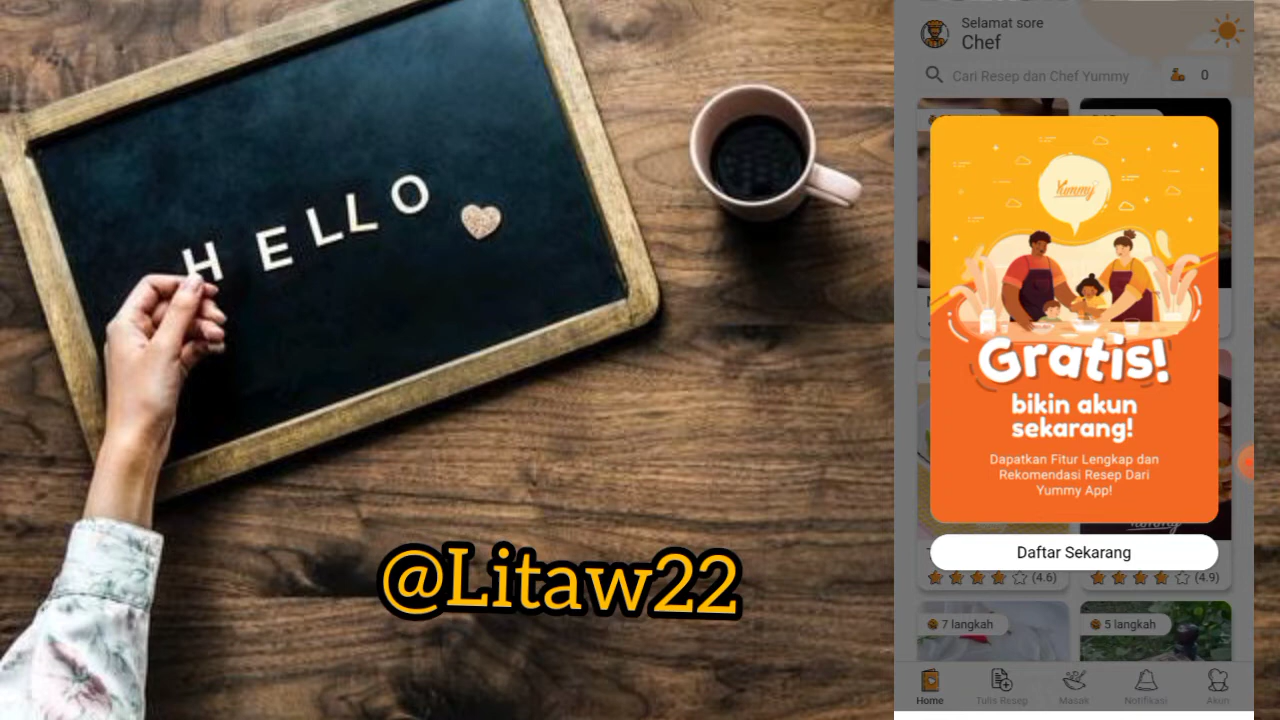 HELLO
@Litaw22
Selamat sore
Chef
Cari Resep dan Chef Yummy
0
Yummy
Gratis!
bikin akun
sekarang!
Dapatkan Fitur Lengkap dan
Rekomendasi Resep Dari
Yummy App!
Daftar Sekarang
(4.6)
(4.9)
7 langkah
5 langkah
Home
Tulis Resep
Masak
Notifikasi
Akun